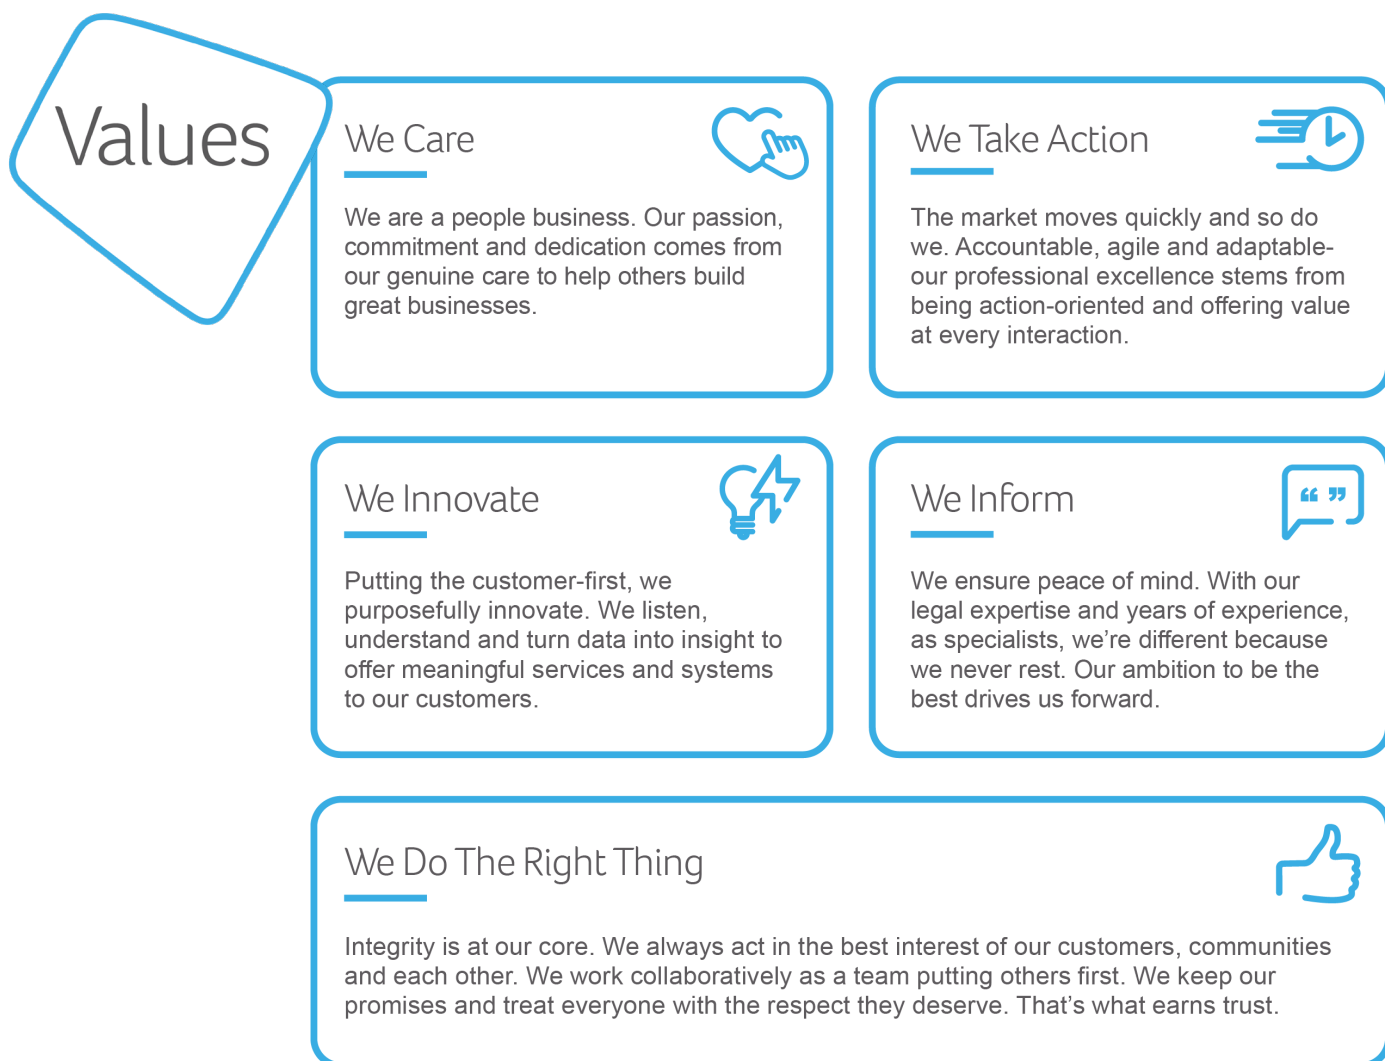 Values
We Care
We are a people business. Our passion,
commitment and dedication comes from
our genuine care to help others build
great businesses.
We Take Action
The market moves quickly and so do
we. Accountable, agile and adaptable-
our professional excellence stems from
being action-oriented and offering value
at every interaction.
We Innovate
Putting the customer-first, we
purposefully innovate. We listen,
understand and turn data into insight to
offer meaningful services and systems
to our customers.
We Inform
“ ”
We ensure peace of mind. With our
legal expertise and years of experience,
as specialists, we’re different because
we never rest. Our ambition to be the
best drives us forward.
We Do The Right Thing
Integrity is at our core. We always act in the best interest of our customers, communities
and each other. We work collaboratively as a team putting others first. We keep our
promises and treat everyone with the respect they deserve. That’s what earns trust.